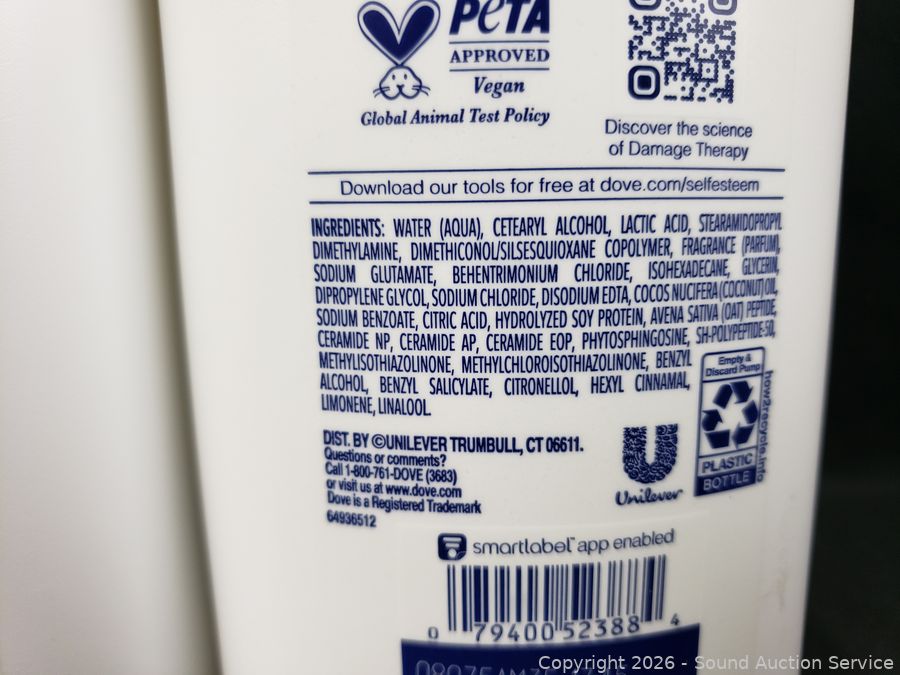 PETA
APPROVED
Vegan
Global Animal Test Policy
Discover the science
of Damage Therapy
Download our tools for free at dove.com/selfesteem
INGREDIENTS: WATER (AQUA), CETEARYL ALCOHOL, LACTIC ACID, STEARAMIDOPROPYL
DIMETHYLAMINE, DIMETHICONOL/SILSESQUIOXANE COPOLYMER, FRAGRANCE (PARFUM),
SODIUM GLUTAMATE, BEHENTRIMONIUM CHLORIDE, ISOHEXADECANE, GLYCERIN,
DIPROPYLENE GLYCOL, SODIUM CHLORIDE, DISODIUM EDTA, COCOS NUCIFERA (COCONUT) OIL,
SODIUM BENZOATE, CITRIC ACID, HYDROLYZED SOY PROTEIN, AVENA SATIVA (OAT) PEPTIDE,
CERAMIDE NP, CERAMIDE AP, CERAMIDE EOP, PHYTOSPHINGOSINE, SH-POLYPEPTIDE-50,
METHYLISOTHIAZOLINONE, METHYLCHLOROISOTHIAZOLINONE, BENZYL
ALCOHOL, BENZYL SALICYLATE, CITRONELLOL, HEXYL CINNAMAL,
LIMONENE, LINALOOL.
Empty &
Discard Pump
how2recycle.info
PLASTIC
BOTTLE
DIST. BY ©UNILEVER TRUMBULL, CT 06611.
Questions or comments?
Call 1-800-761-DOVE (3683)
or visit us at www.dove.com
Dove is a Registered Trademark
64936512
Unilever
smartlabel™ app enabled
0 79400 52388 4
Copyright 2026 - Sound Auction Service